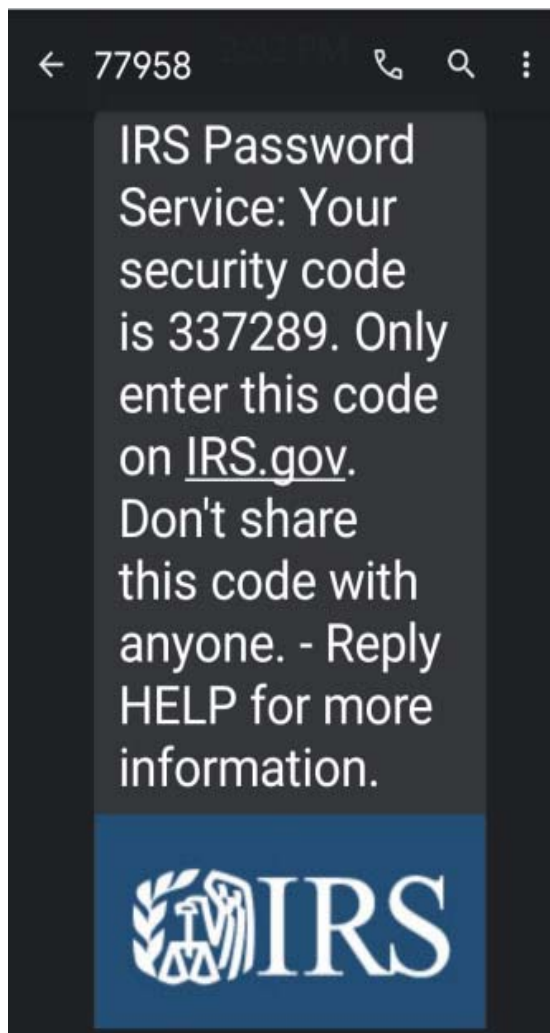 77958
IRS Password
Service: Your
security code
is 337289. Only
enter this code
on IRS.gov.
Don't share
this code with
anyone. - Reply
HELP for more
information.
IRS